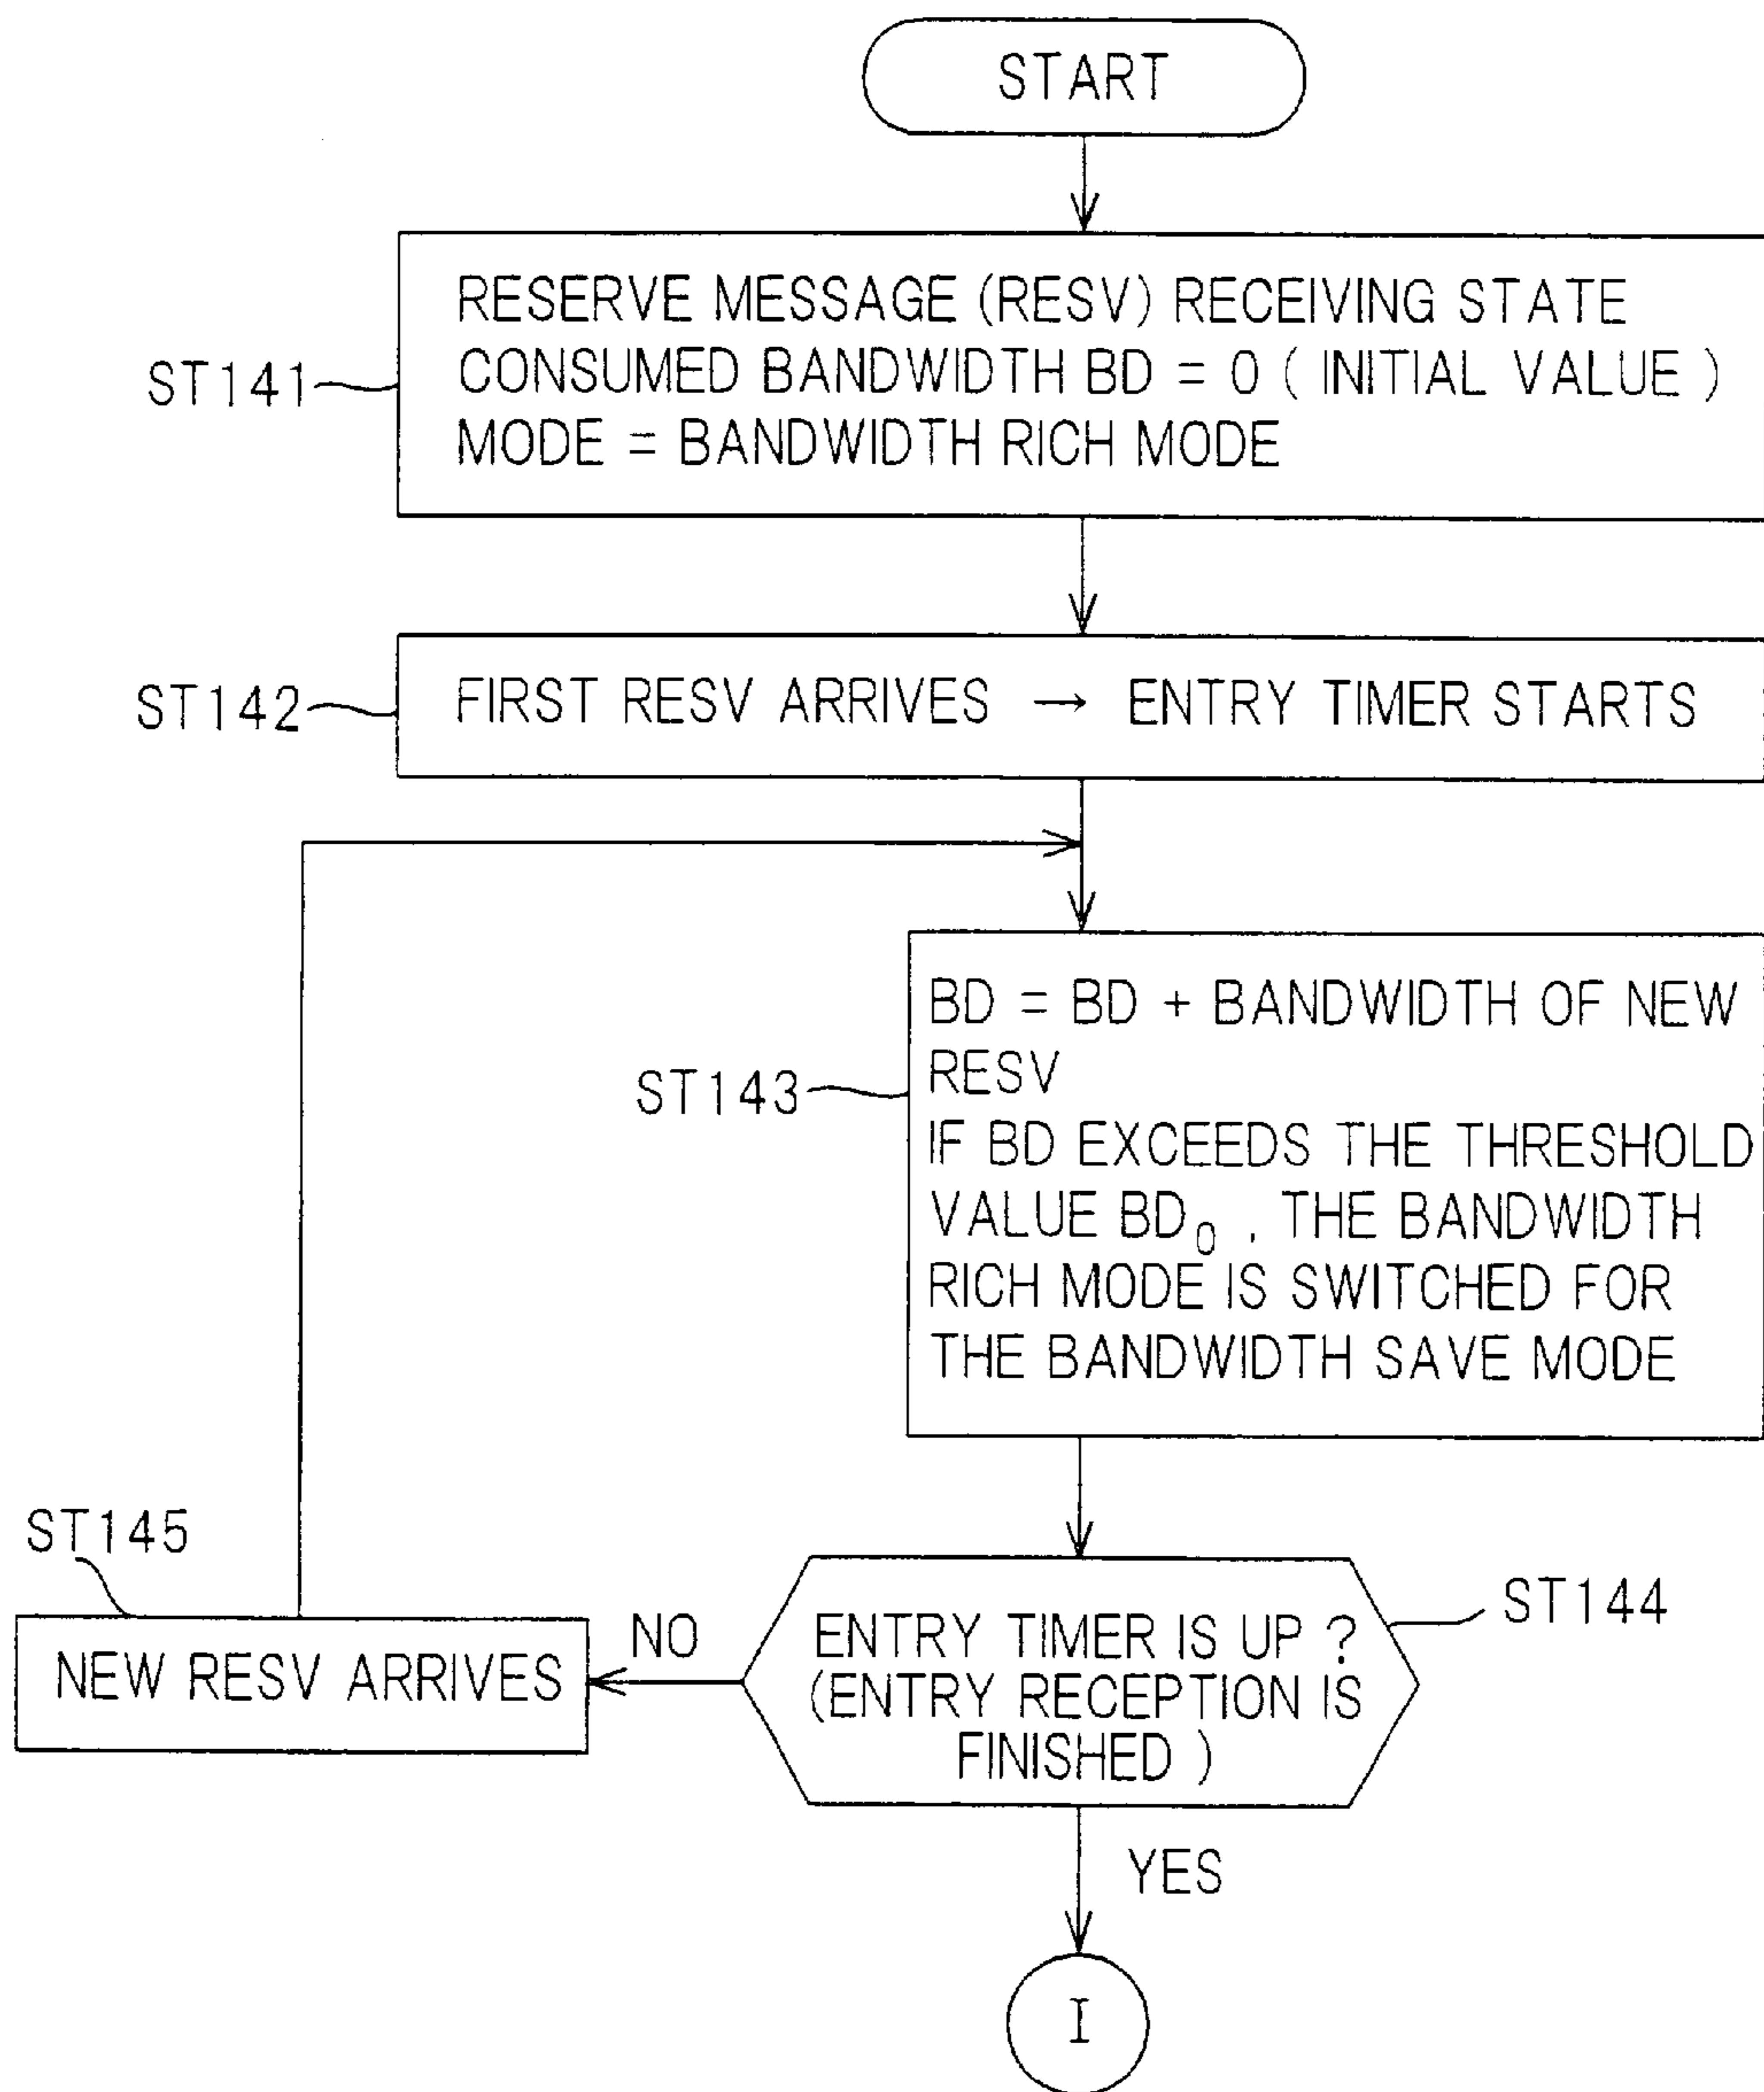 START
ST141
RESERVE MESSAGE (RESV) RECEIVING STATE
CONSUMED BANDWIDTH BD = 0 ( INITIAL VALUE )
MODE = BANDWIDTH RICH MODE
ST142
FIRST RESV ARRIVES → ENTRY TIMER STARTS
ST143
BD = BD + BANDWIDTH OF NEW
RESV
IF BD EXCEEDS THE THRESHOLD
VALUE BD₀ , THE BANDWIDTH
RICH MODE IS SWITCHED FOR
THE BANDWIDTH SAVE MODE
ST145
NEW RESV ARRIVES
NO
ST144
ENTRY TIMER IS UP ?
(ENTRY RECEPTION IS
FINISHED )
YES
I